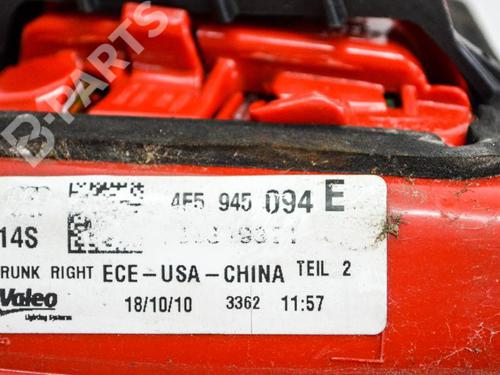 B-PARTS
4F5 945 094 E
14S
RUNK RIGHT ECE-USA-CHINA TEIL 2
Valeo 18/10/10 3362 11:57
Lighting Systems